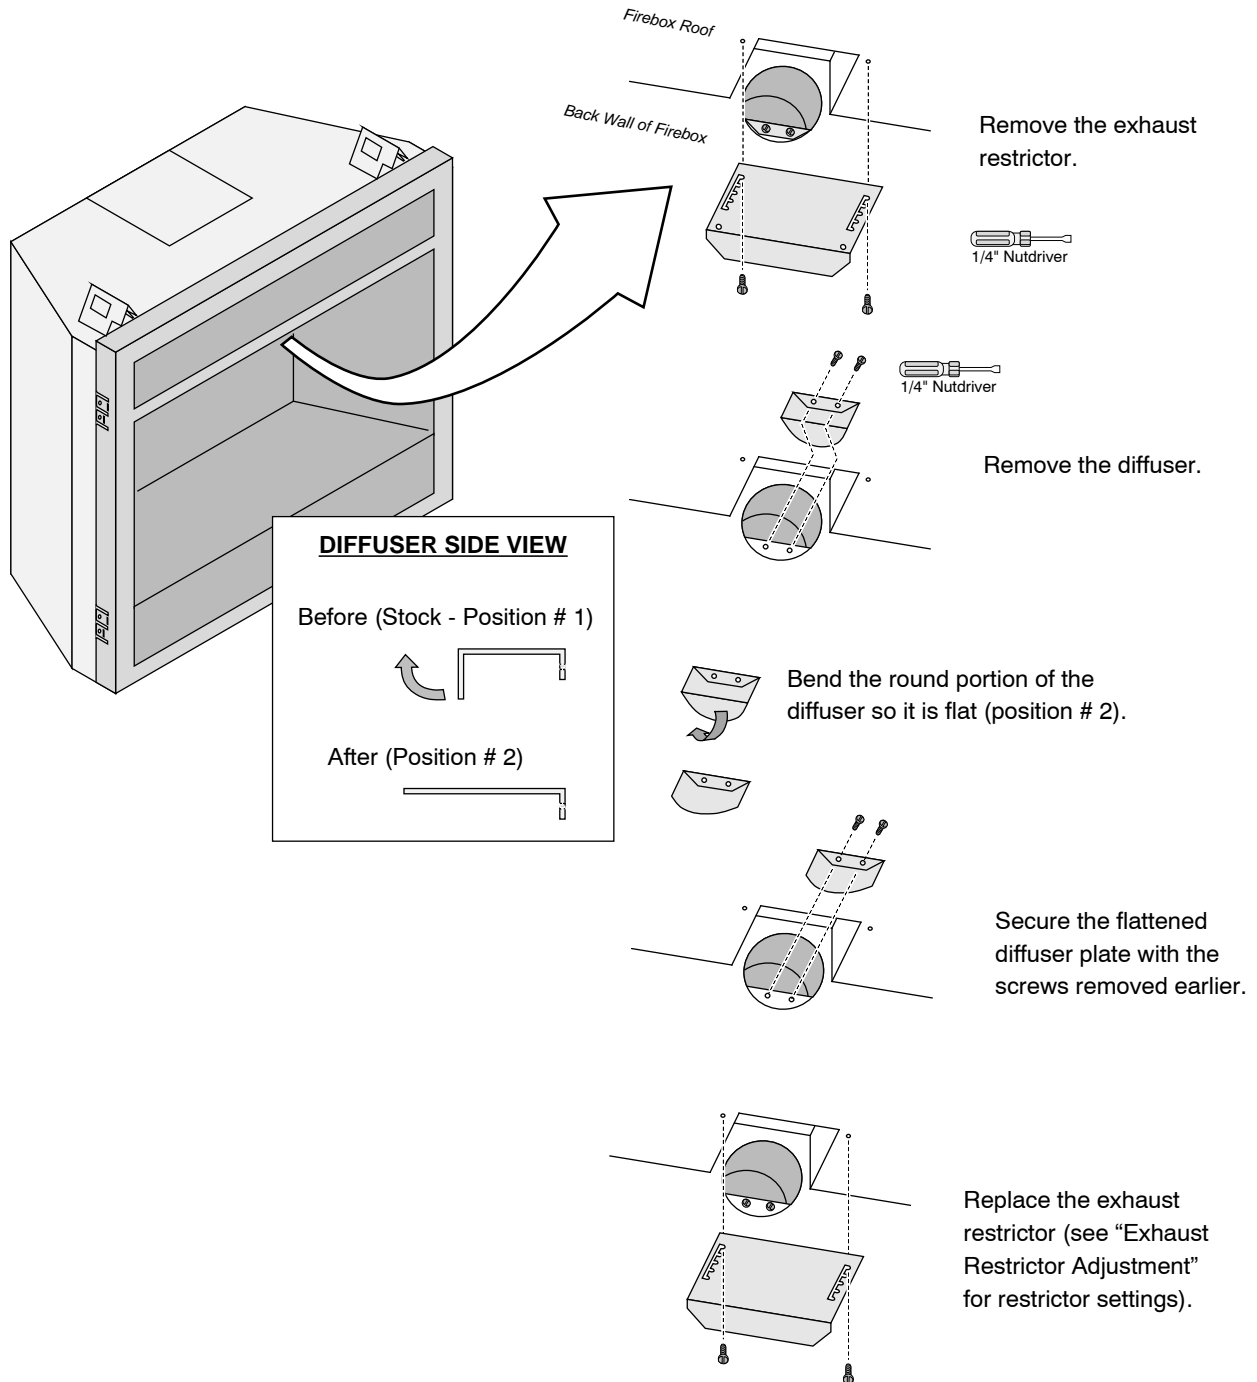 Firebox Roof
Back Wall of Firebox
Remove the exhaust
restrictor.
1/4" Nutdriver
1/4" Nutdriver
Remove the diffuser.
DIFFUSER SIDE VIEW
Before (Stock - Position # 1)
After (Position # 2)
Bend the round portion of the
diffuser so it is flat (position # 2).
Secure the flattened
diffuser plate with the
screws removed earlier.
Replace the exhaust
restrictor (see “Exhaust
Restrictor Adjustment”
for restrictor settings).